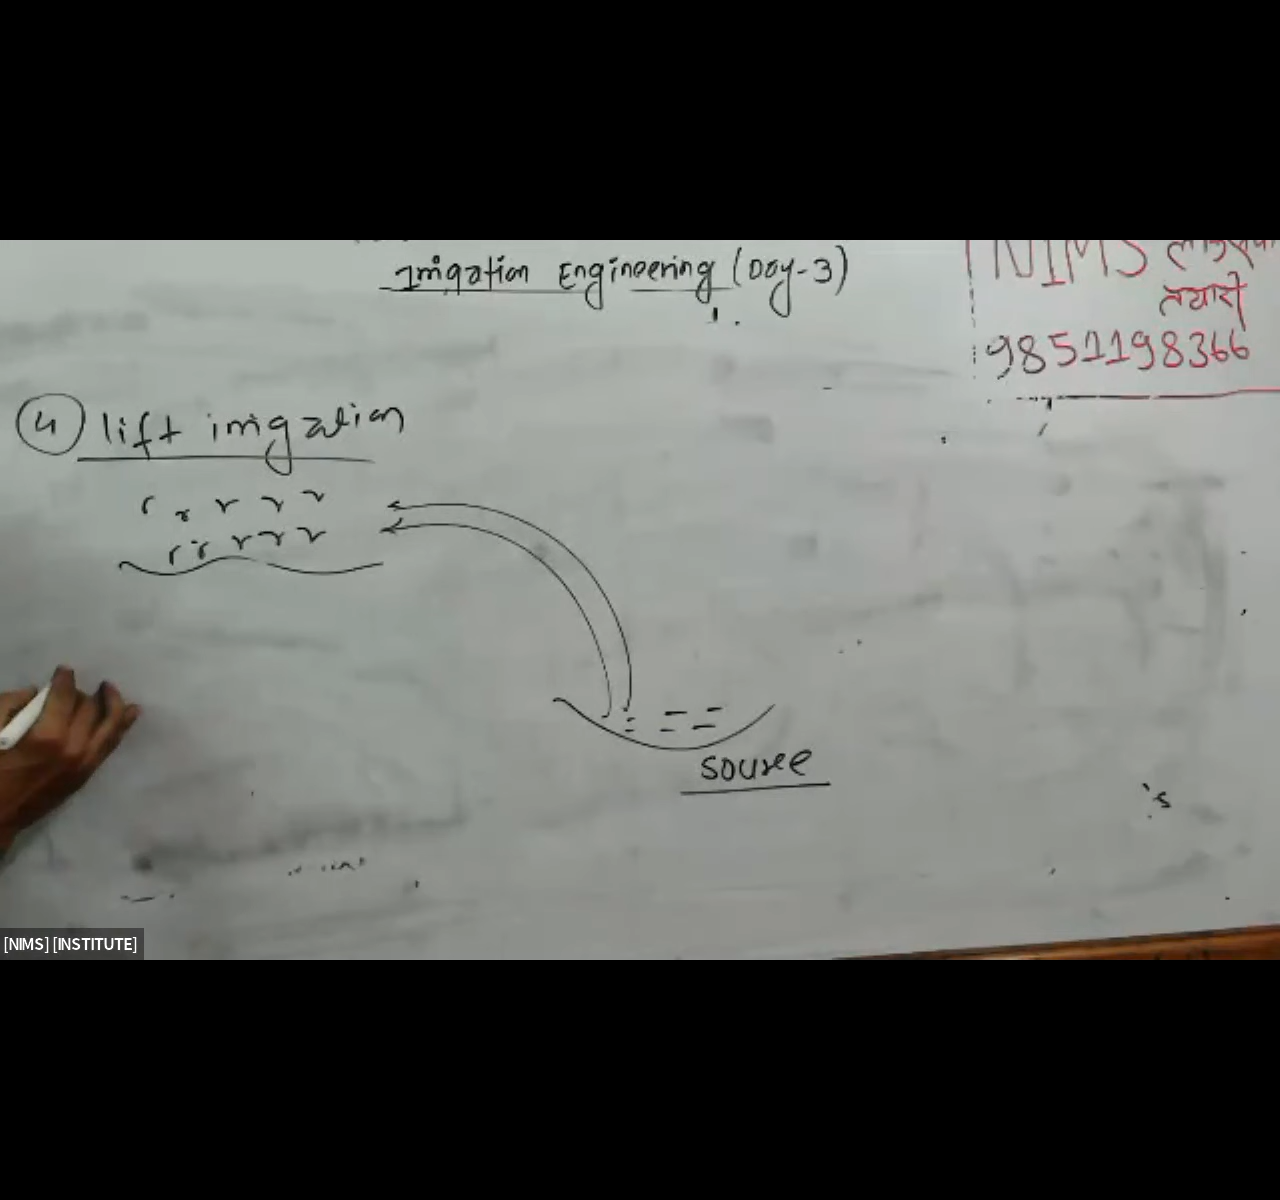 Irrigation Engineering (Day-3)
NIMS
तयारी
9851198366
4 lift irrigation
source
[NIMS] [INSTITUTE]